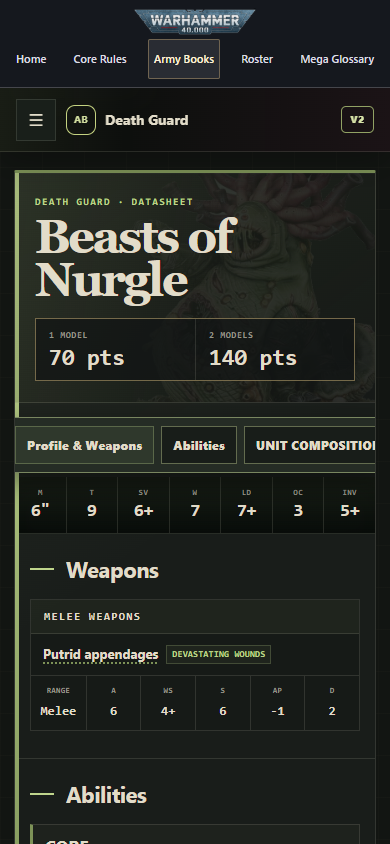 WARHAMMER
40,000
Home Core Rules Army Books Roster Mega Glossary
☰ AB Death Guard V2
DEATH GUARD · DATASHEET
Beasts of
Nurgle
1 MODEL 2 MODELS
70 pts 140 pts
Profile & Weapons Abilities UNIT COMPOSITIO
M T SV W LD OC INV
6" 9 6+ 7 7+ 3 5+
Weapons
MELEE WEAPONS
Putrid appendages DEVASTATING WOUNDS
RANGE A WS S AP D
Melee 6 4+ 6 -1 2
Abilities
CORE